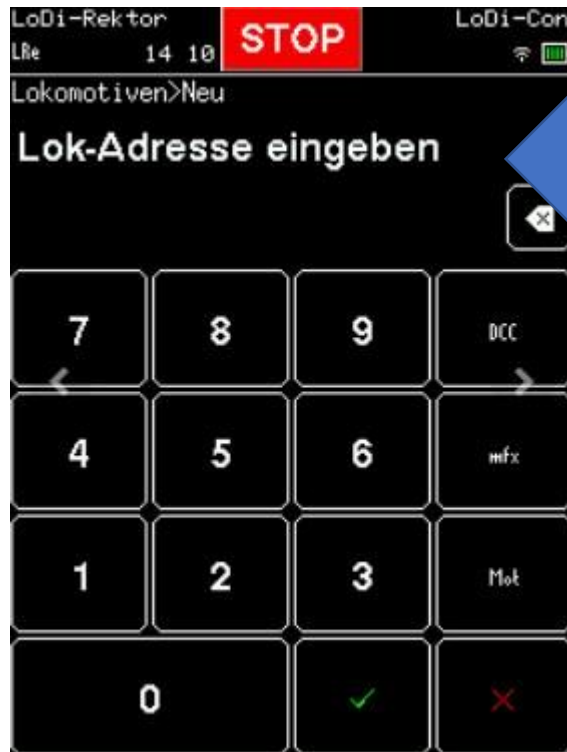 LoDi-Rektor STOP LoDi-Con
LRe 14 10
Lokomotiven>Neu
Lok-Adresse eingeben
7 8 9 DCC
4 5 6 mfx
1 2 3 Mot
0